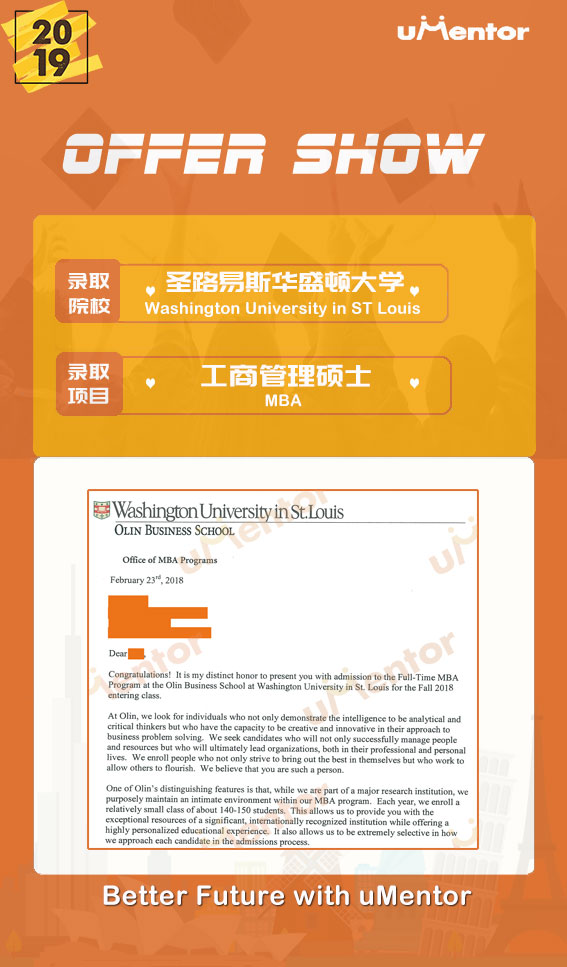 2019
uMentor
OFFER SHOW
录取
院校
圣路易斯华盛顿大学
Washington University in ST Louis
录取
项目
工商管理硕士
MBA
Washington University in St. Louis
OLIN BUSINESS SCHOOL
Office of MBA Programs
February 23rd, 2018
Dear
Congratulations! It is my distinct honor to present you with admission to the Full-Time MBA
Program at the Olin Business School at Washington University in St. Louis for the Fall 2018
entering class.
At Olin, we look for individuals who not only demonstrate the intelligence to be analytical and
critical thinkers but who have the capacity to be creative and innovative in their approach to
business problem solving. We seek candidates who will not only successfully manage people
and resources but who will ultimately lead organizations, both in their professional and personal
lives. We enroll people who not only strive to bring out the best in themselves but who work to
allow others to flourish. We believe that you are such a person.
One of Olin's distinguishing features is that, while we are part of a major research institution, we
purposely maintain an intimate environment within our MBA program. Each year, we enroll a
relatively small class of about 140-150 students. This allows us to provide you with the
exceptional resources of a significant, internationally recognized institution while offering a
highly personalized educational experience. It also allows us to be extremely selective in how
we approach each candidate in the admissions process.
Better Future with uMentor